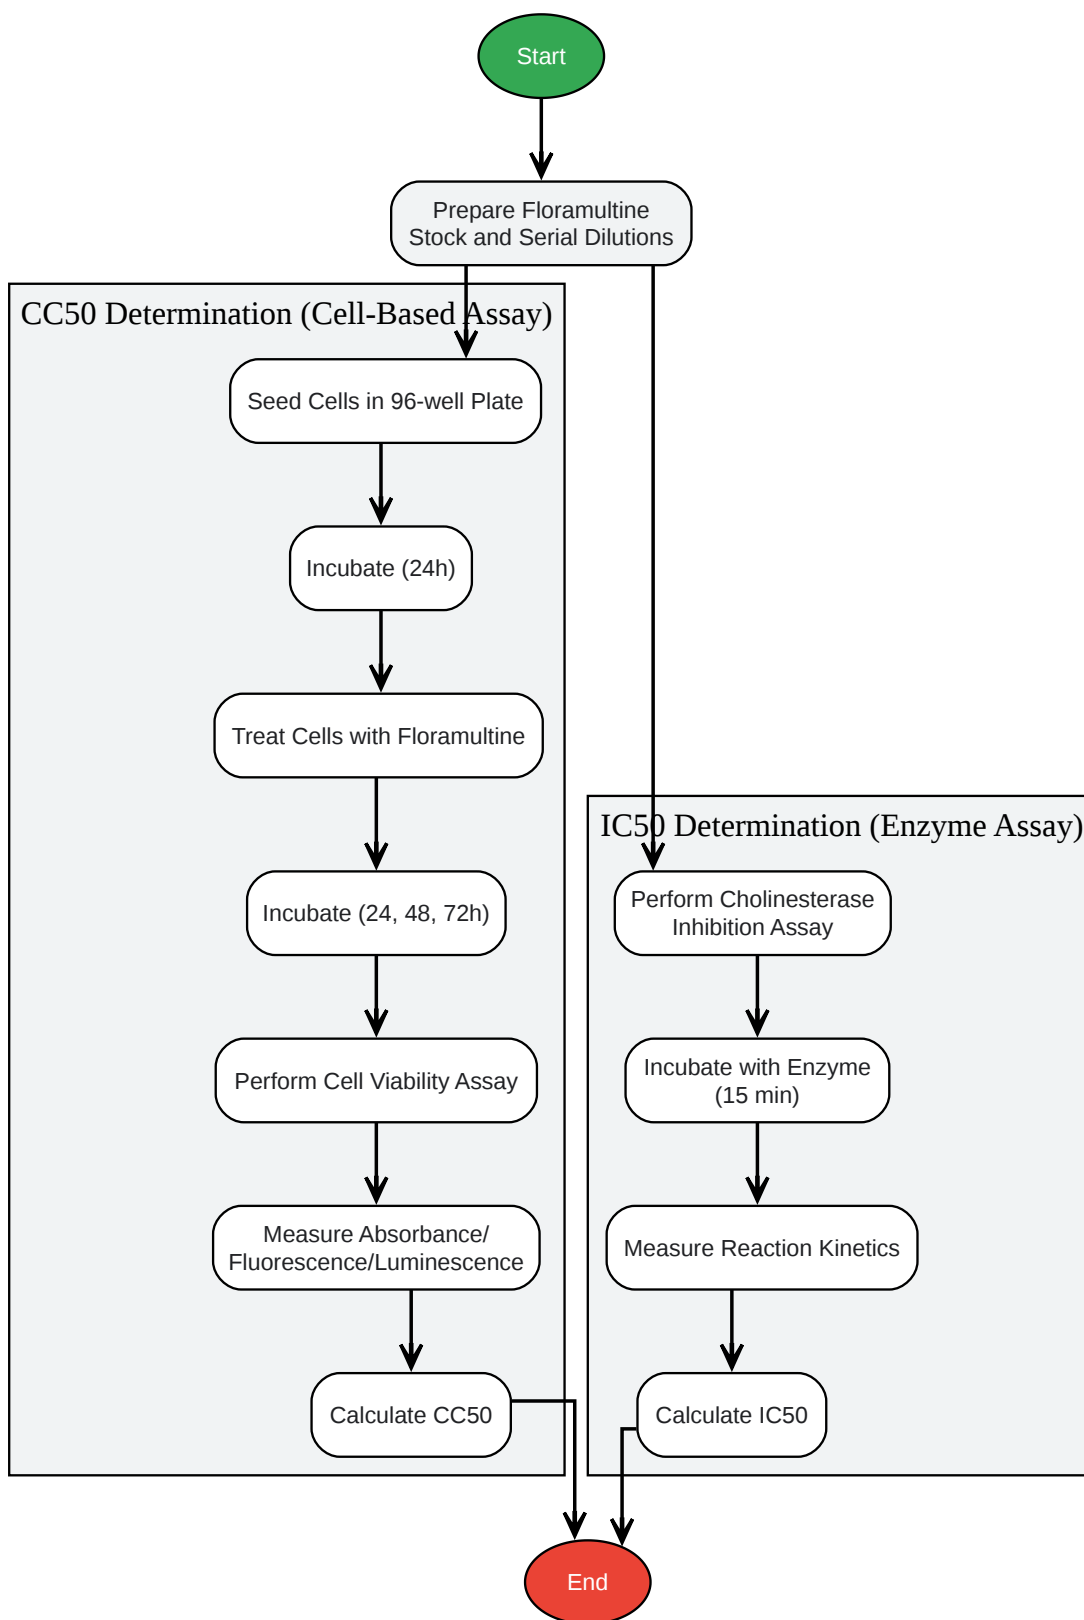 Start
Prepare Floramultine
Stock and Serial Dilutions
CC50 Determination (Cell-Based Assay)
Seed Cells in 96-well Plate
Incubate (24h)
Treat Cells with Floramultine
Incubate (24, 48, 72h)
Perform Cell Viability Assay
Measure Absorbance/
Fluorescence/Luminescence
Calculate CC50
IC50 Determination (Enzyme Assay)
Perform Cholinesterase
Inhibition Assay
Incubate with Enzyme
(15 min)
Measure Reaction Kinetics
Calculate IC50
End